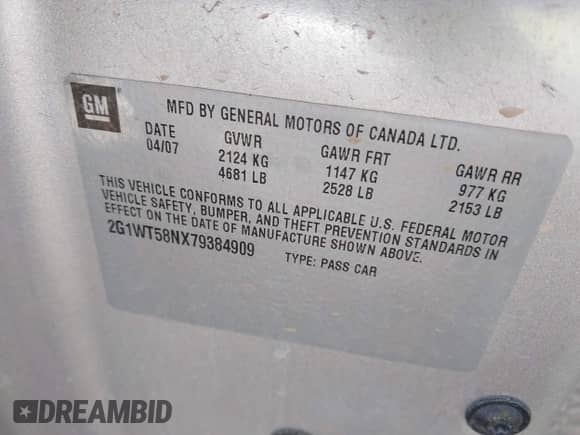 GM
MFD BY GENERAL MOTORS OF CANADA LTD.
DATE GVWR GAWR FRT GAWR RR
04/07 2124 KG 1147 KG 977 KG
4681 LB 2528 LB 2153 LB
THIS VEHICLE CONFORMS TO ALL APPLICABLE U.S. FEDERAL MOTOR
VEHICLE SAFETY, BUMPER, AND THEFT PREVENTION STANDARDS IN
EFFECT ON THE DATE OF MANUFACTURE SHOWN ABOVE.
2G1WT58NX79384909 TYPE: PASS CAR
DREAMBID